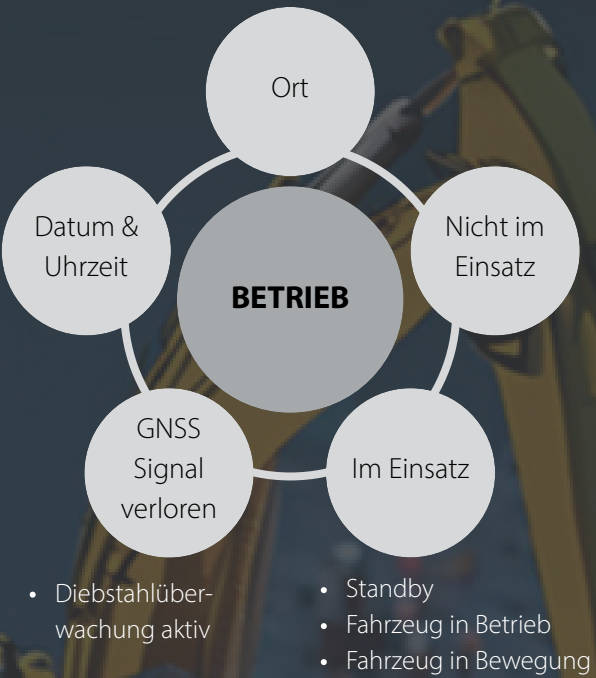 Ort
Datum &
Uhrzeit
Nicht im
Einsatz
BETRIEB
GNSS
Signal
verloren
Im Einsatz
• Diebstahlüber-
wachung aktiv
• Standby
• Fahrzeug in Betrieb
• Fahrzeug in Bewegung